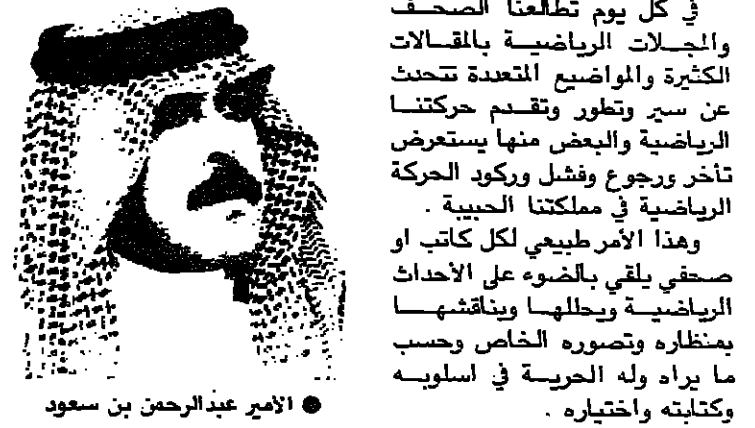 في كل يوم تطالعنا الصحف
والمجلات الرياضية بالمقالات
الكثيرة والمواضيع المتعددة تتحدث
عن سير وتطور وتقدم حركتنا
الرياضية والبعض منها يستعرض
تأخر ورجوع وفشل وركود الحركة
الرياضية في مملكتنا الحبيبة .
وهذا الأمر طبيعي لكل كاتب او
صحفي يلقي بالضوء على الأحداث
الرياضية ويحللها ويناقشها
بمنظاره وتصوره الخاص وحسب
ما يراه وله الحرية في اسلوبه
وكتابته واختياره .
● الأمير عبدالرحمن بن سعود